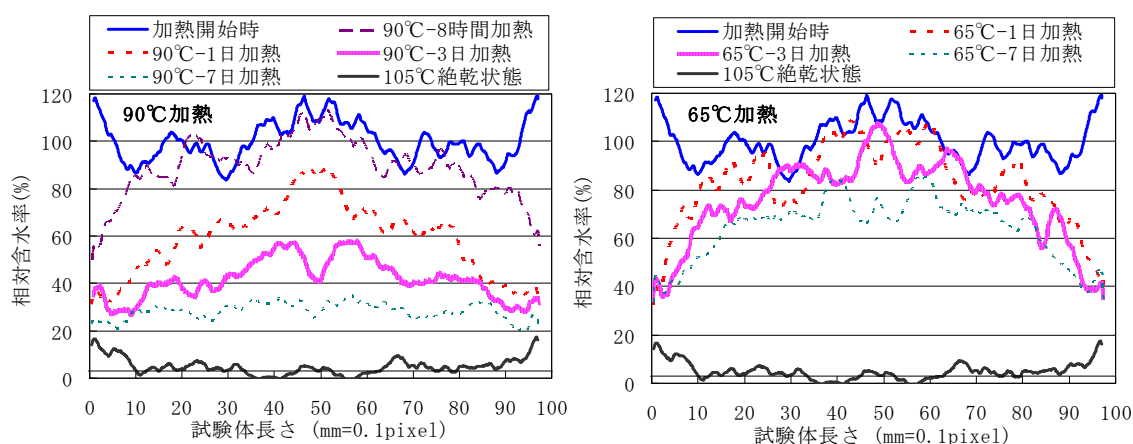 加熱開始時 90℃-8時間加熱
90℃-1日加熱 90℃-3日加熱
90℃-7日加熱 105℃絶乾状態
90℃加熱
相対含水率(%)
120
100
80
60
40
20
0
0 10 20 30 40 50 60 70 80 90 100
試験体長さ (mm=0.1pixel)
加熱開始時 65℃-1日加熱
65℃-3日加熱 65℃-7日加熱
105℃絶乾状態
65℃加熱
相対含水率(%)
120
100
80
60
40
20
0
0 10 20 30 40 50 60 70 80 90 100
試験体長さ (mm=0.1pixel)